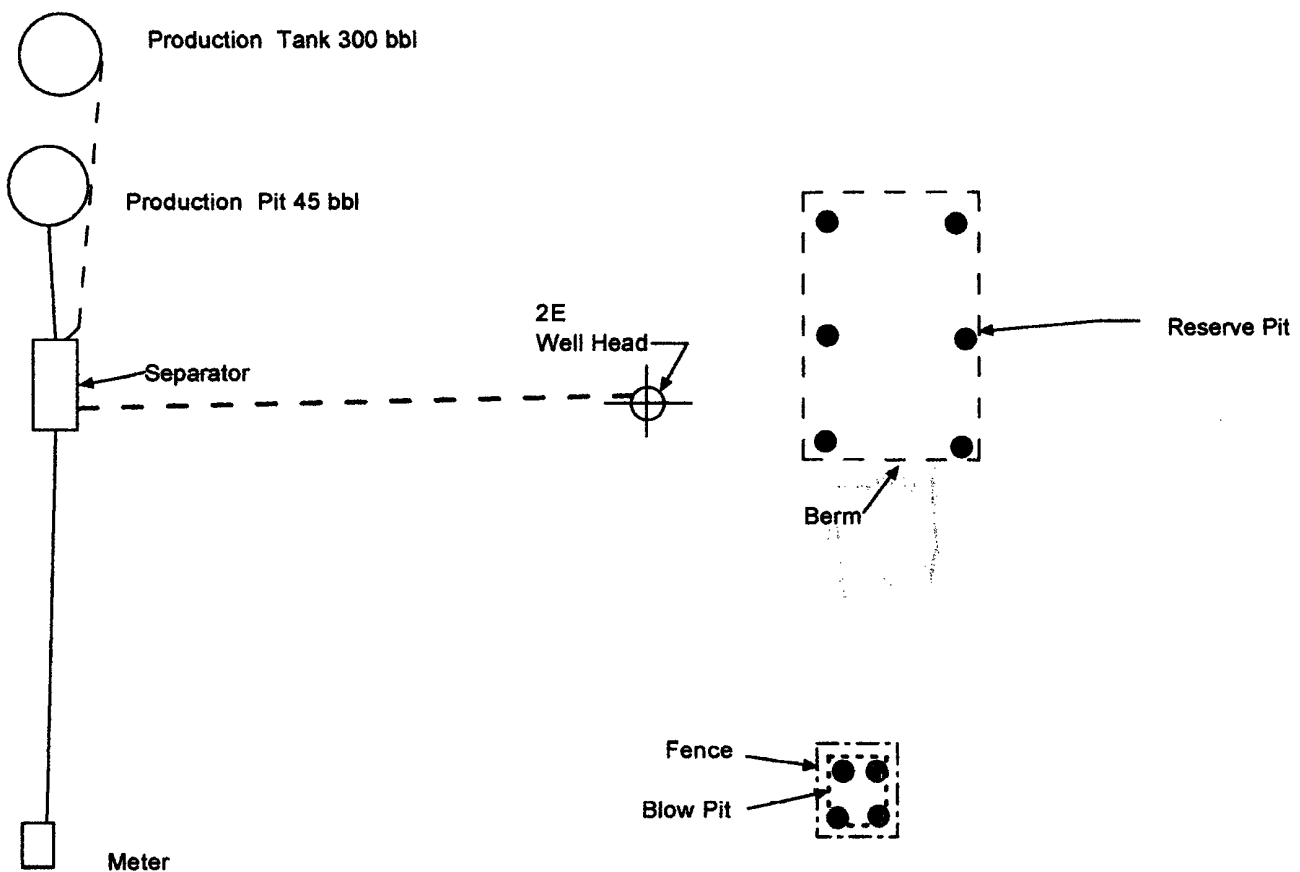 Production Tank 300 bbl
Production Pit 45 bbl
2E
Well Head
Reserve Pit
Separator
Berm
Fence
Blow Pit
Meter